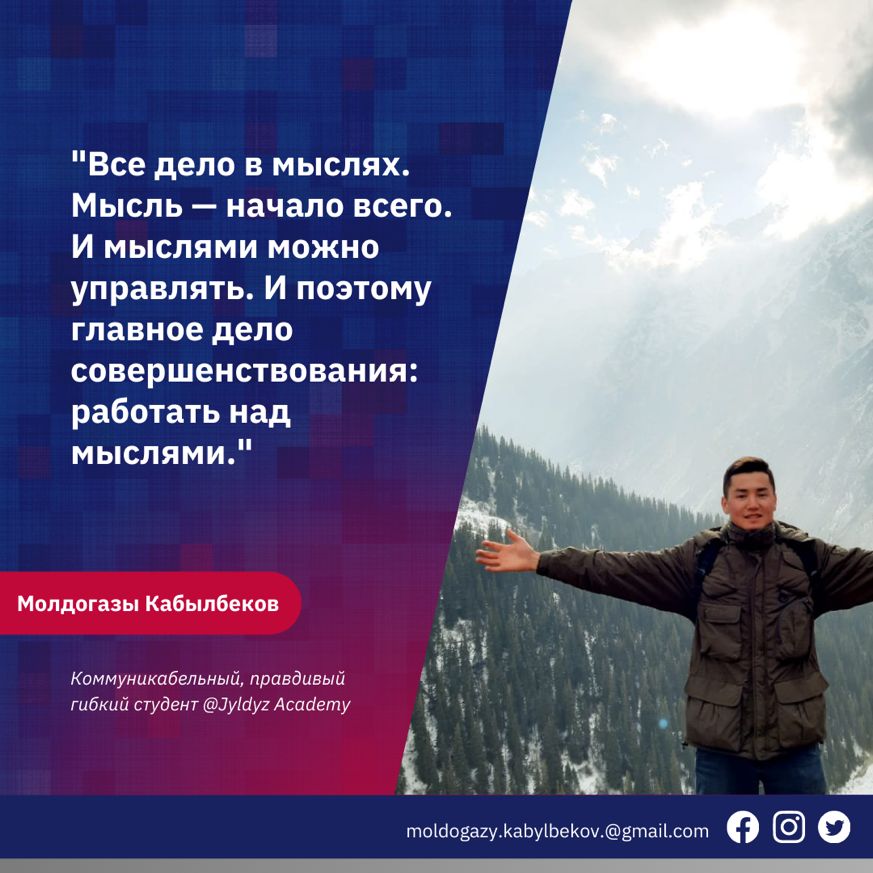 "Все дело в мыслях.
Мысль — начало всего.
И мыслями можно
управлять. И поэтому
главное дело
совершенствования:
работать над
мыслями."
Молдогазы Кабылбеков
Коммуникабельный, правдивый
гибкий студент @Jyldyz Academy
moldogazy.kabylbekov.@gmail.com